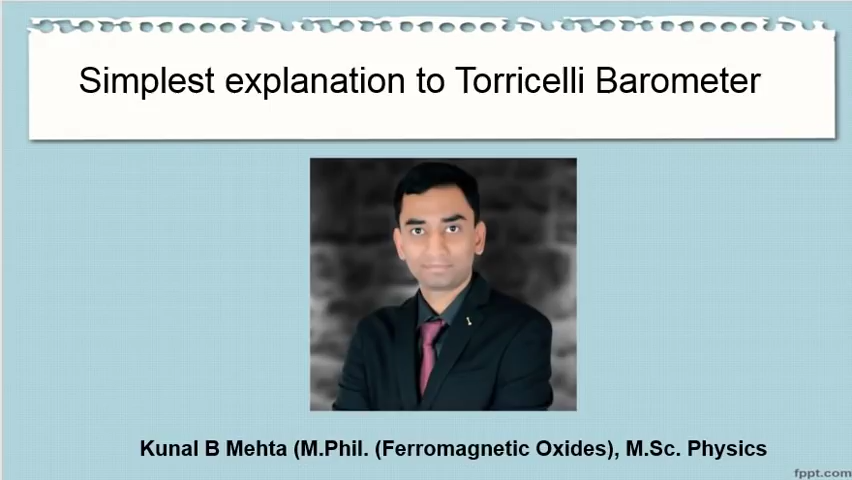 Simplest explanation to Torricelli Barometer
Kunal B Mehta (M.Phil. (Ferromagnetic Oxides), M.Sc. Physics
fppt.com